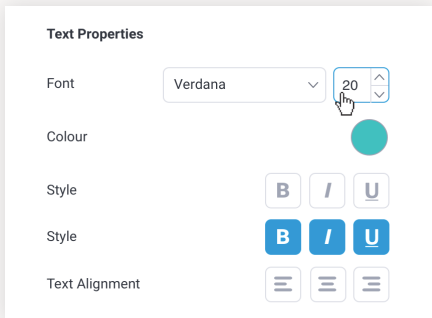 Text Properties
Font Verdana 20
Colour
Style B I U
Style B I U
Text Alignment